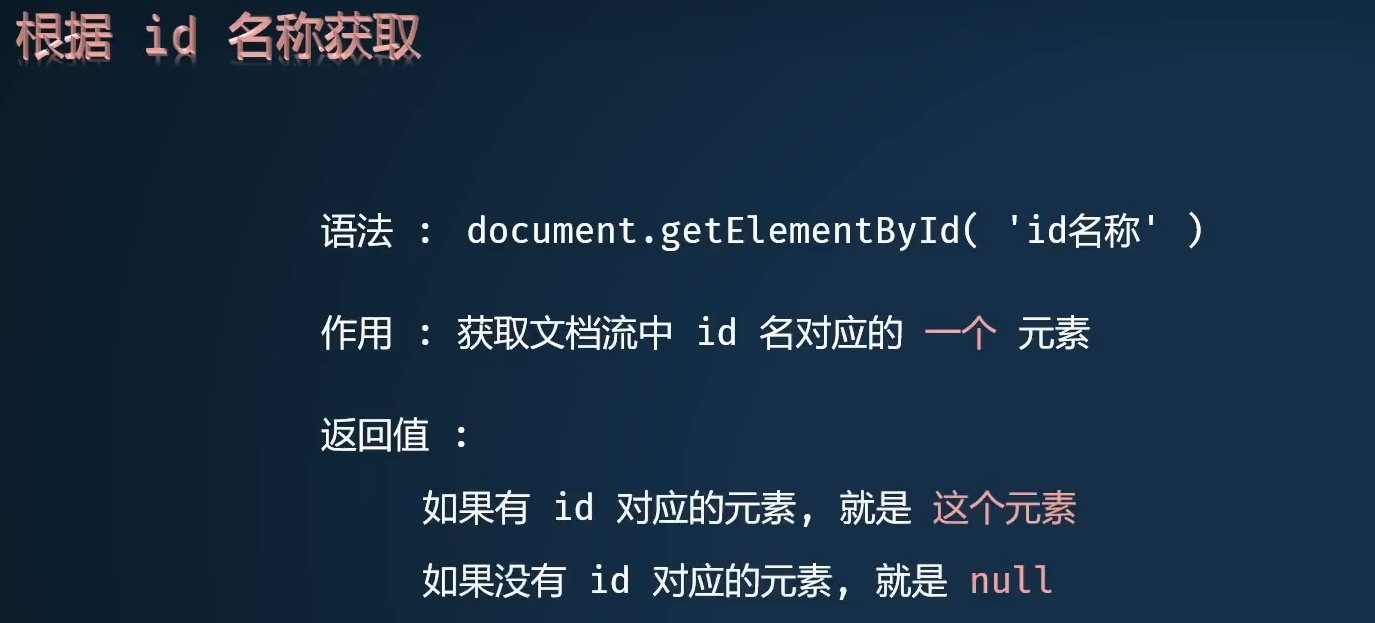 根据 id 名称获取
语法 : document.getElementById( 'id名称' )
作用 : 获取文档流中 id 名对应的 一个 元素
返回值 :
如果有 id 对应的元素, 就是 这个元素
如果没有 id 对应的元素, 就是 null